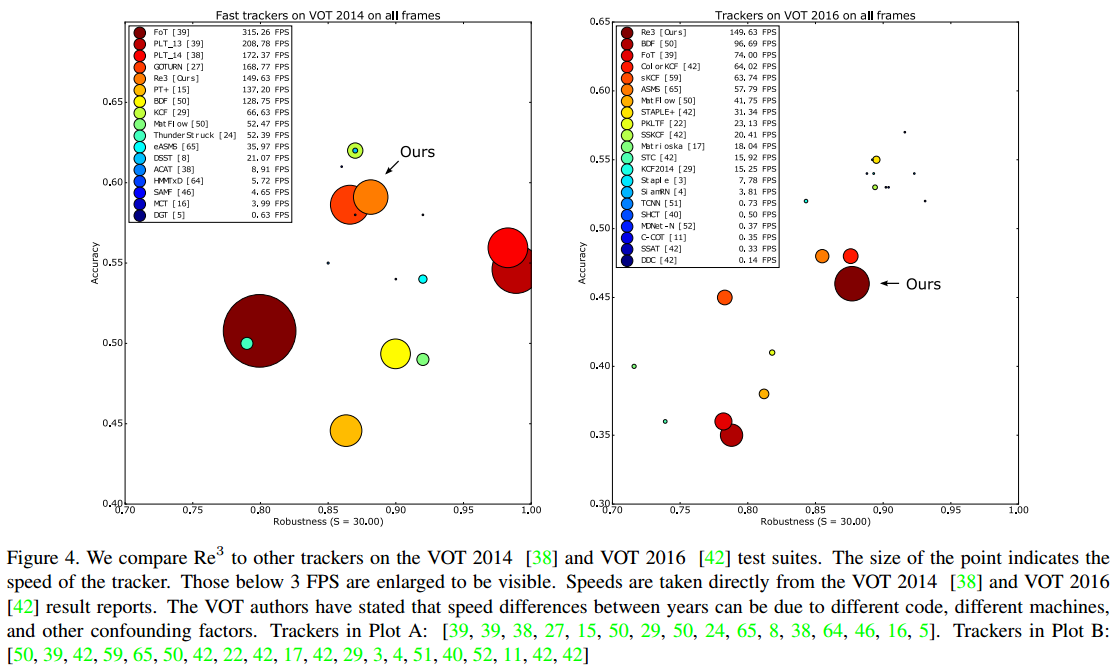 Fast trackers on VOT 2014 on all frames
FoT [39] 315.26 FPS
PLT_13 [39] 208.78 FPS
PLT_14 [38] 172.37 FPS
GOTURN [27] 168.77 FPS
Re3 [Ours] 149.63 FPS
PT+ [15] 137.20 FPS
BDF [50] 128.75 FPS
KCF [29] 66.63 FPS
MatFlow [50] 52.47 FPS
ThunderStruck [24] 52.39 FPS
eASMS [65] 35.97 FPS
DSST [8] 21.07 FPS
ACAT [38] 8.91 FPS
HMMTxD [64] 5.72 FPS
SAMF [46] 4.65 FPS
MCT [16] 3.99 FPS
DGT [5] 0.63 FPS
Ours
0.65
0.60
0.55
0.50
0.45
0.40
Accuracy
0.70 0.75 0.80 0.85 0.90 0.95 1.00
Robustness (S = 30.00)
Trackers on VOT 2016 on all frames
Re3 [Ours] 149.63 FPS
BDF [50] 96.69 FPS
FoT [39] 74.00 FPS
ColorKCF [42] 64.02 FPS
sKCF [59] 63.74 FPS
ASMS [65] 57.79 FPS
MatFlow [50] 41.75 FPS
STAPLE+ [42] 31.34 FPS
PKLTF [22] 23.13 FPS
SSKCF [42] 20.41 FPS
Matrioska [17] 18.04 FPS
STC [42] 15.92 FPS
KCF2014 [29] 15.25 FPS
Staple [3] 7.78 FPS
SiamRN [4] 3.81 FPS
TCNN [51] 0.73 FPS
SHCT [40] 0.50 FPS
MDNet-N [52] 0.37 FPS
C-COT [11] 0.35 FPS
SSAT [42] 0.33 FPS
DDC [42] 0.14 FPS
Ours
0.65
0.60
0.55
0.50
0.45
0.40
0.35
0.30
Accuracy
0.70 0.75 0.80 0.85 0.90 0.95 1.00
Robustness (S = 30.00)
Figure 4. We compare Re³ to other trackers on the VOT 2014 [38] and VOT 2016 [42] test suites. The size of the point indicates the
speed of the tracker. Those below 3 FPS are enlarged to be visible. Speeds are taken directly from the VOT 2014 [38] and VOT 2016
[42] result reports. The VOT authors have stated that speed differences between years can be due to different code, different machines,
and other confounding factors. Trackers in Plot A: [39, 39, 38, 27, 15, 50, 29, 50, 24, 65, 8, 38, 64, 46, 16, 5]. Trackers in Plot B:
[50, 39, 42, 59, 65, 50, 42, 22, 42, 17, 42, 29, 3, 4, 51, 40, 52, 11, 42, 42]